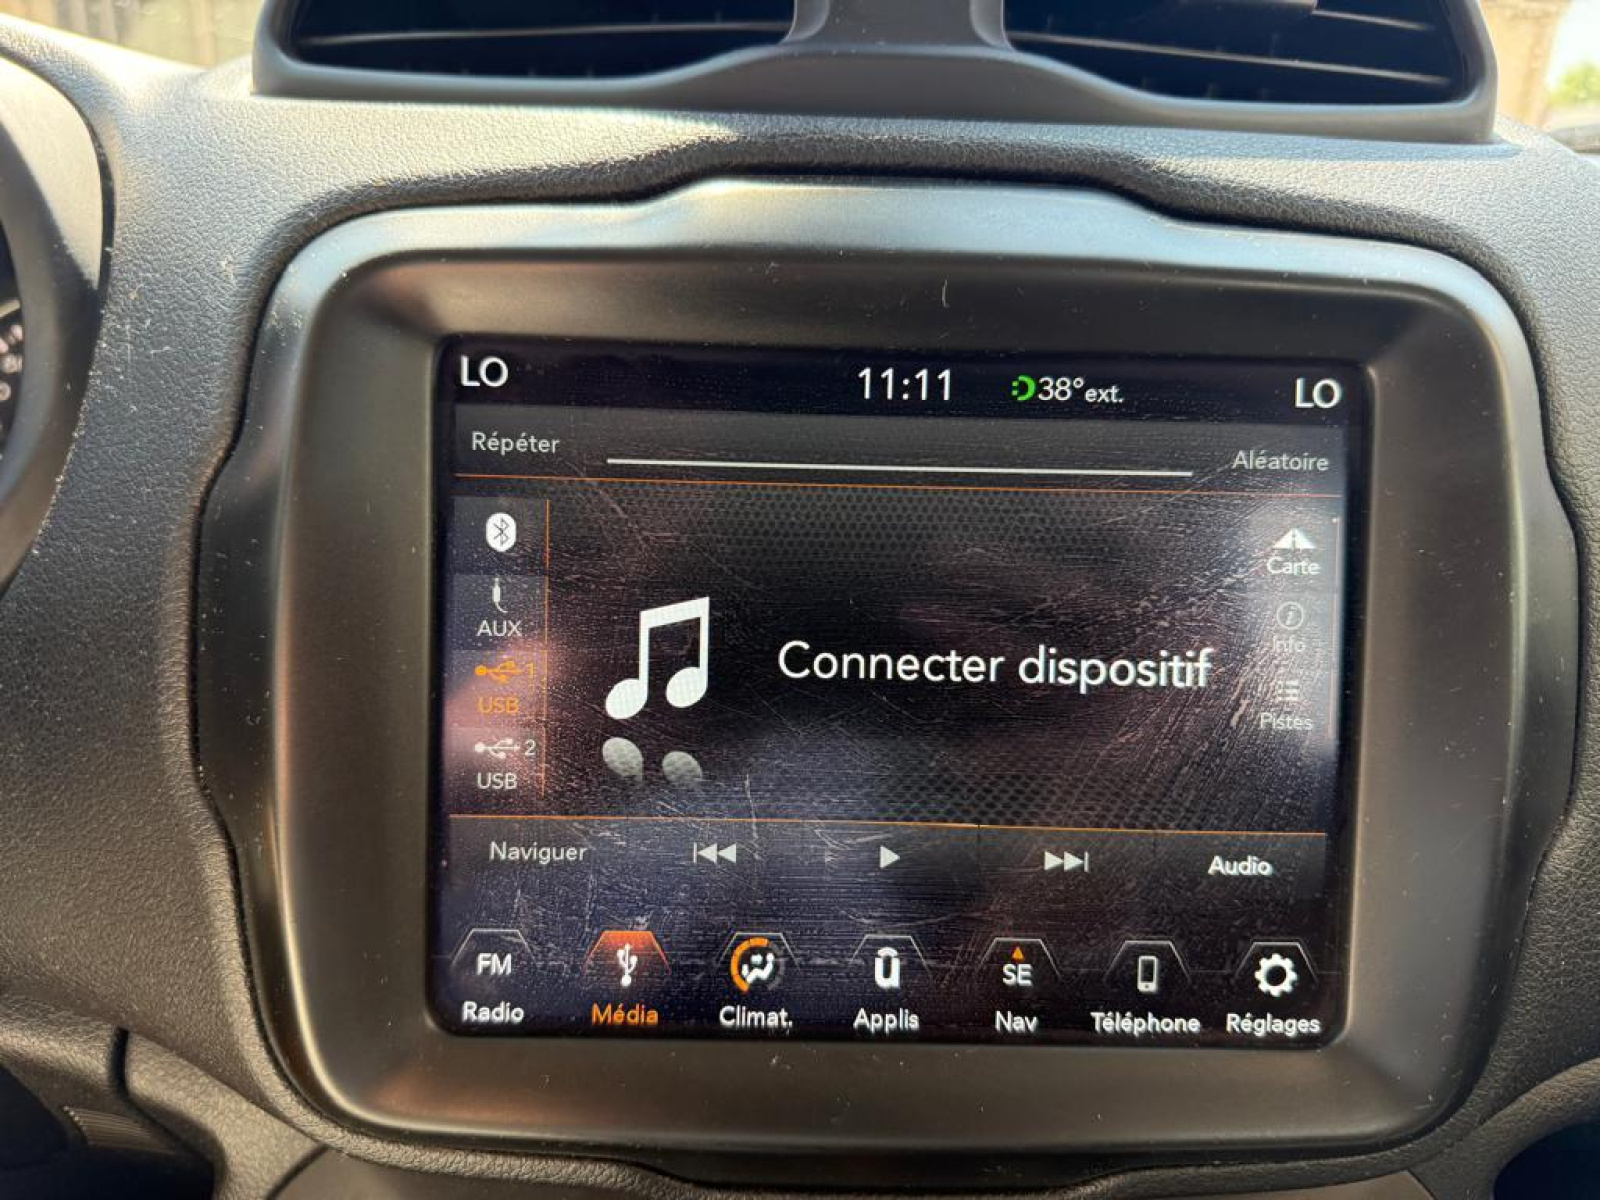 LO
11:11
38°ext.
LO
Répéter
Aléatoire
AUX
1
USB
2
USB
Connecter dispositif
Carte
Info
Pistes
Naviguer
Audio
FM
Radio
Média
Climat.
û
Applis
SE
Nav
Téléphone
Réglages